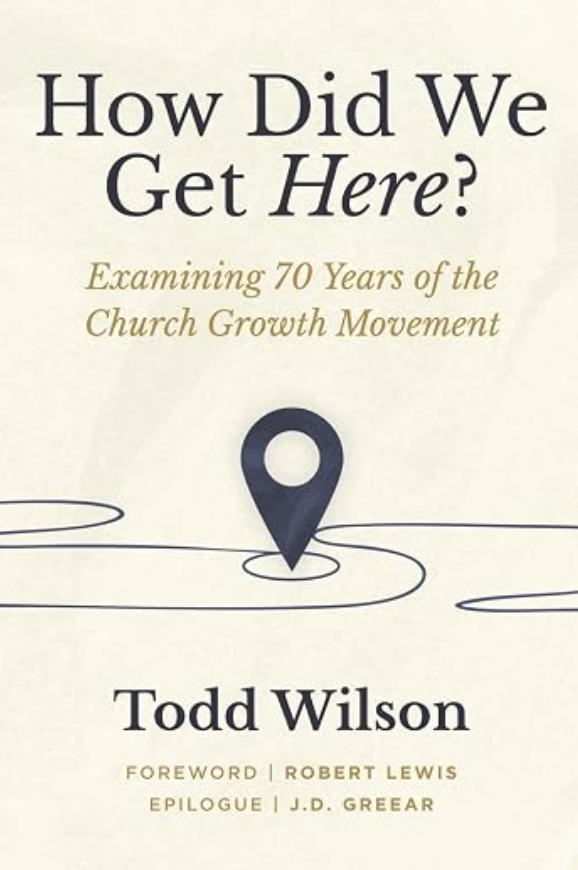 How Did We
Get Here?
Examining 70 Years of the
Church Growth Movement
Todd Wilson
FOREWORD | ROBERT LEWIS
EPILOGUE | J.D. GREEAR